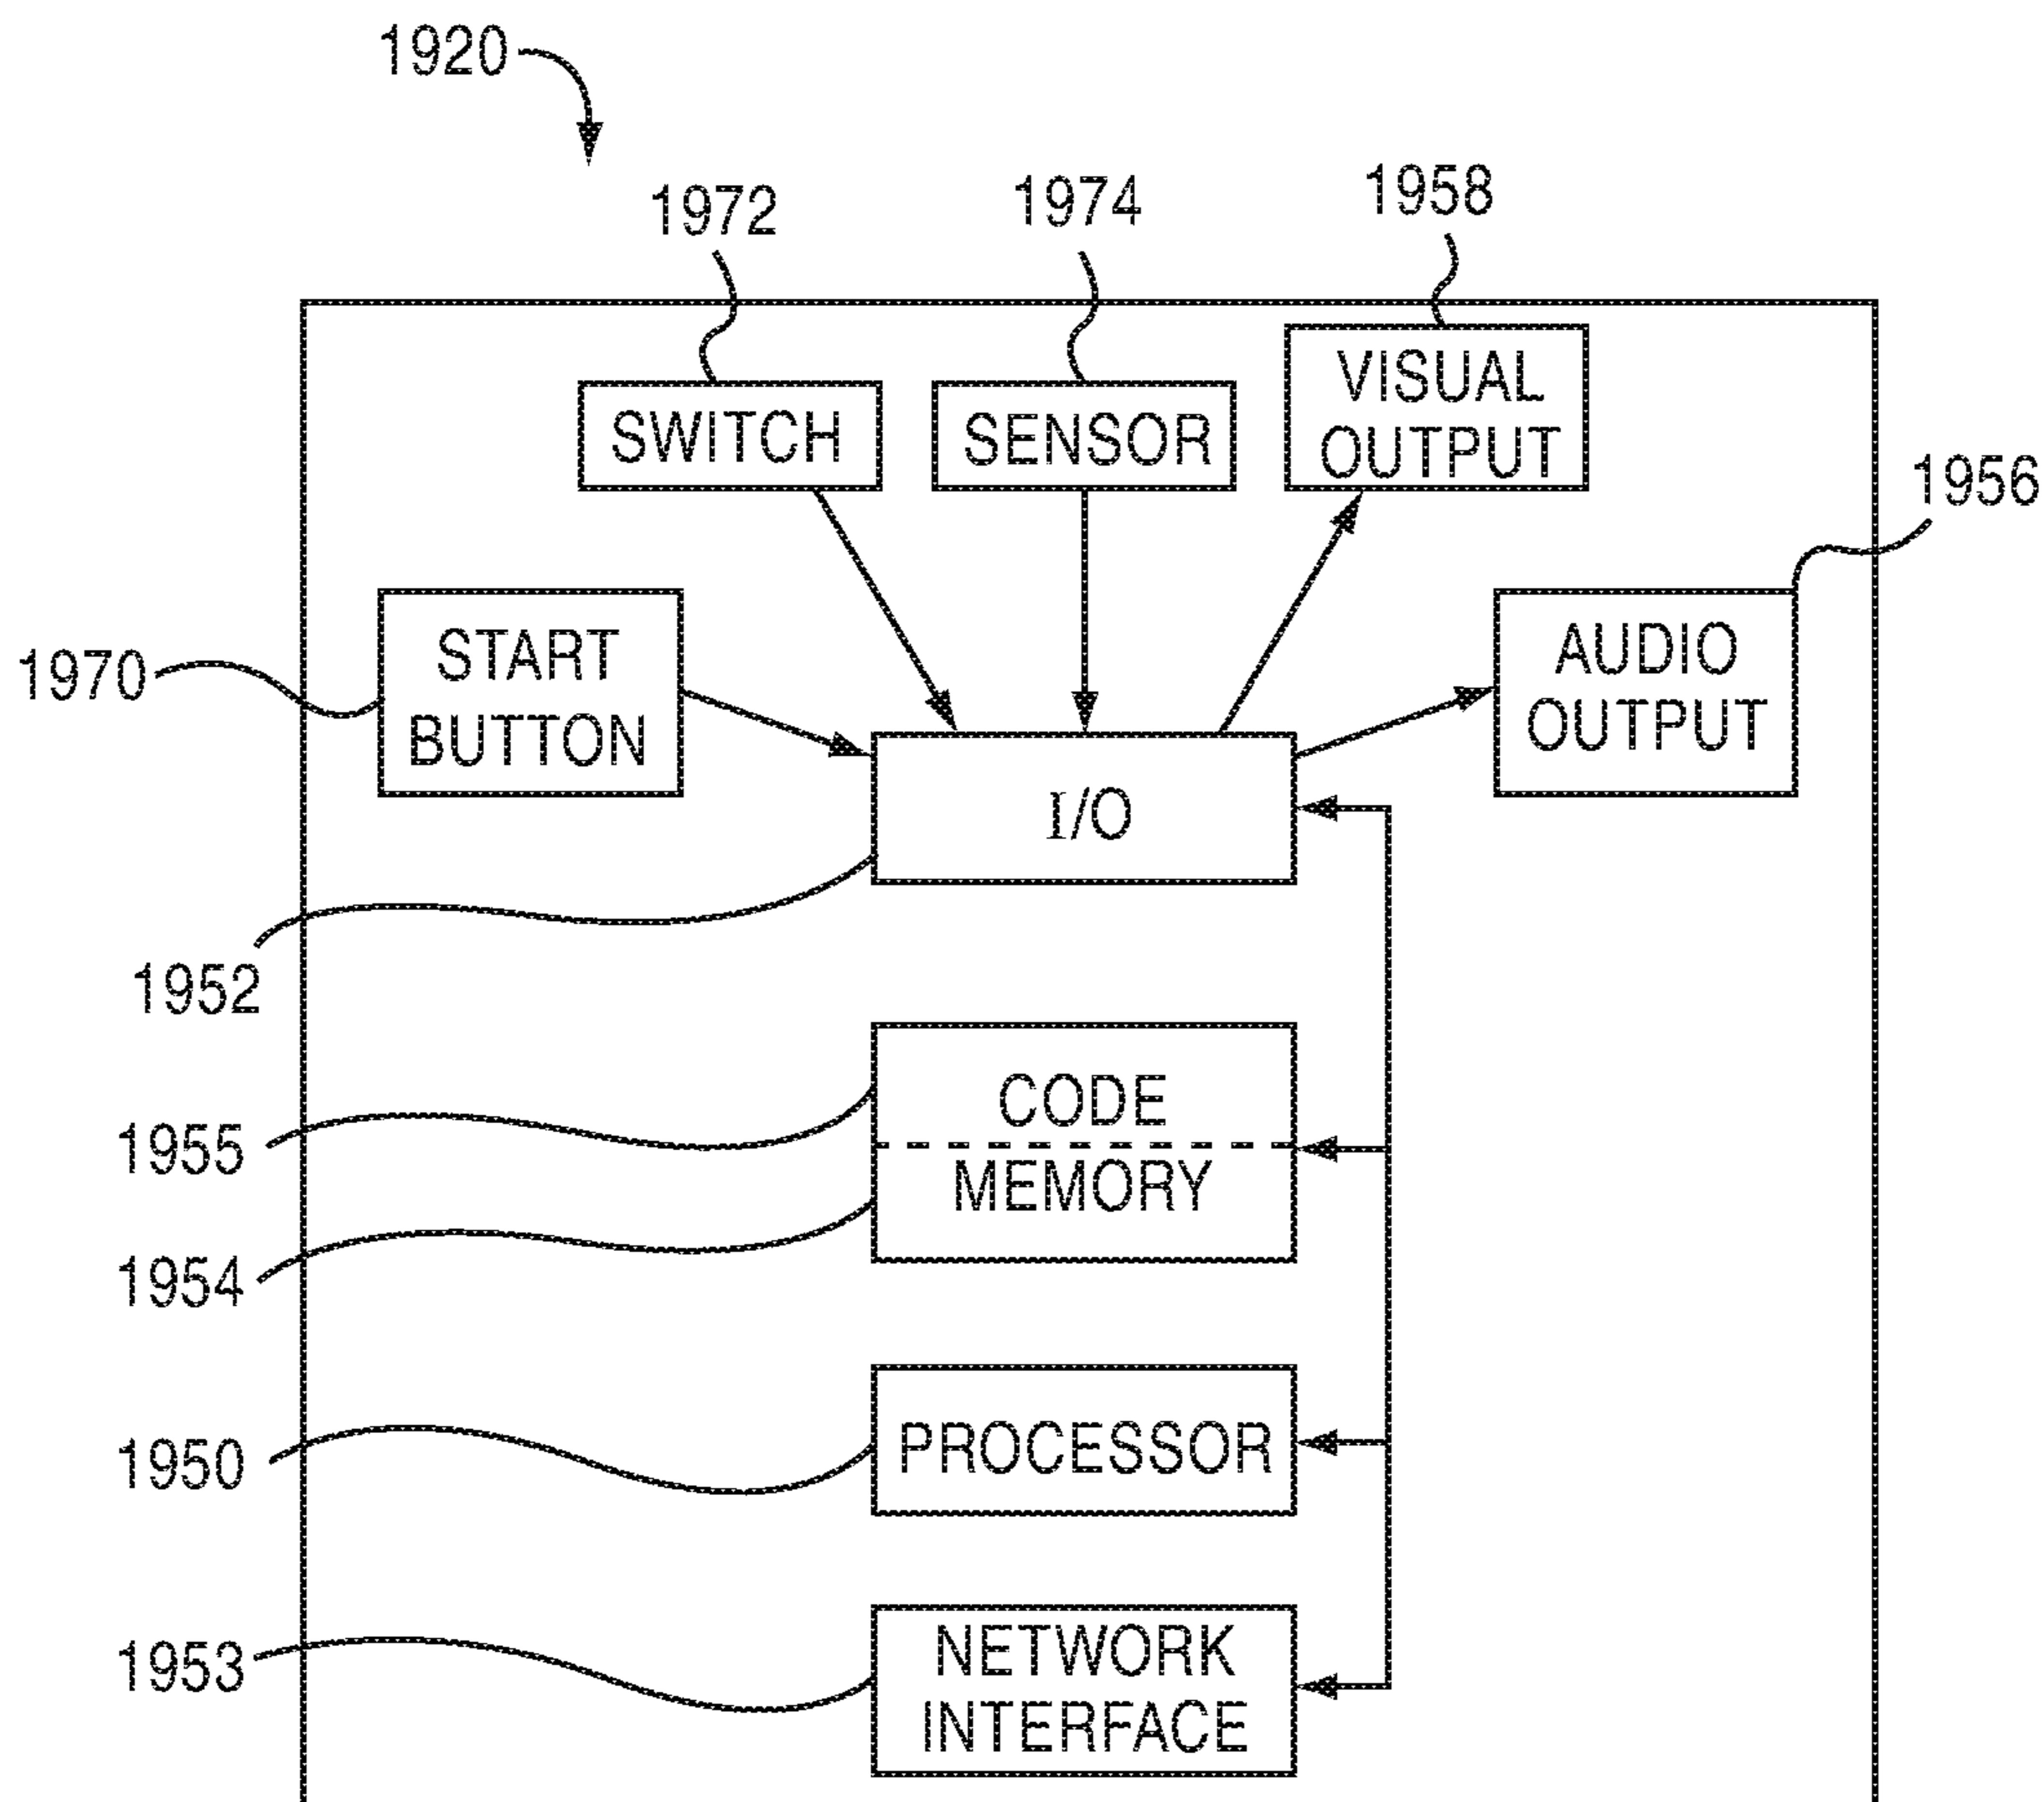 1920
1972
1974
1958
SWITCH
SENSOR
VISUAL
OUTPUT
1956
1970
START
BUTTON
AUDIO
OUTPUT
I/O
1952
CODE
1955
MEMORY
1954
1950
PROCESSOR
1953
NETWORK
INTERFACE